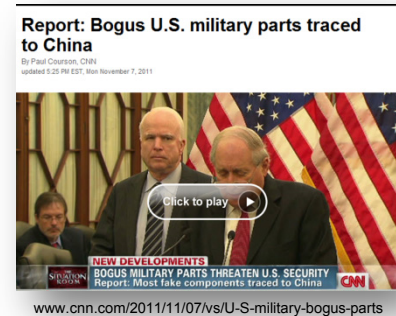 Report: Bogus U.S. military parts traced
to China
By Paul Courson, CNN
updated 5:25 PM EST, Mon November 7, 2011
Click to play
NEW DEVELOPMENTS
THE
SITUATION
ROOM
BOGUS MILITARY PARTS THREATEN U.S. SECURITY
Report: Most fake components traced to China
CNN
www.cnn.com/2011/11/07/vs/U-S-military-bogus-parts